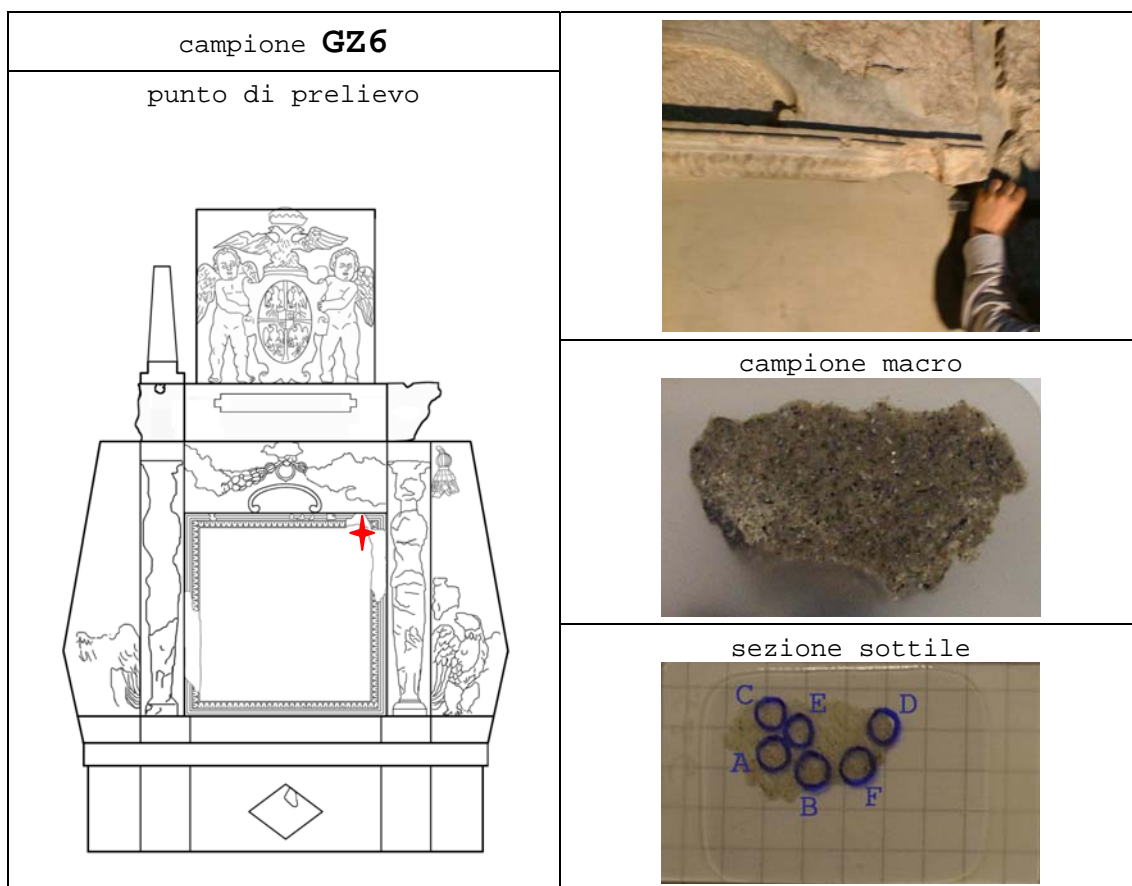 campione GZ6
punto di prelievo
campione macro
sezione sottile
C
E
D
A
B
F